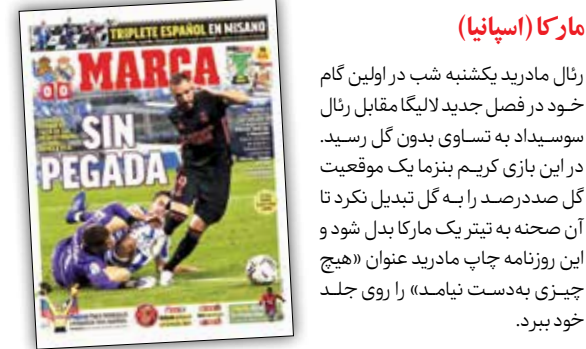 مارکا (اسپانیا)
رئال مادرید یکشنبه شب در اولین گام
خود در فصل جدید لالیگا مقابل رئال
سوسیداد به تساوی بدون گل رسید.
در این بازی کریم بنزما یک موقعیت
گل صددرصد را به گل تبدیل نکرد تا
آن صحنه به تیتر یک مارکا بدل شود و
این روزنامه چاپ مادرید عنوان «هیچ
چیزی به‌دست نیامد» را روی جلد
خود ببرد.
TRIPLETE ESPAÑOL EN MISANO
MARCA
0 0
SIN
PEGADA